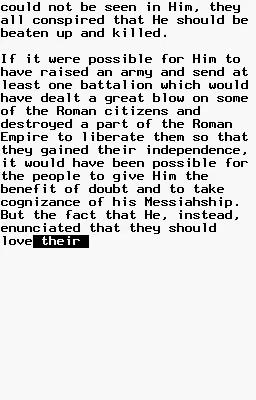 could not be seen in Him, they
all conspired that He should be
beaten up and killed.
If it were possible for Him to
have raised an army and send at
least one battalion which would
have dealt a great blow on some
of the Roman citizens and
destroyed a part of the Roman
Empire to liberate them so that
they gained their independence,
it would have been possible for
the people to give Him the
benefit of doubt and to take
cognizance of his Messiahship.
But the fact that He, instead,
enunciated that they should
love their